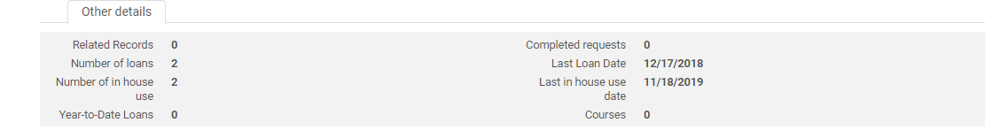 Other details
Related Records 0 Completed requests 0
Number of loans 2 Last Loan Date 12/17/2018
Number of in house use 2 Last in house use date 11/18/2019
Year-to-Date Loans 0 Courses 0